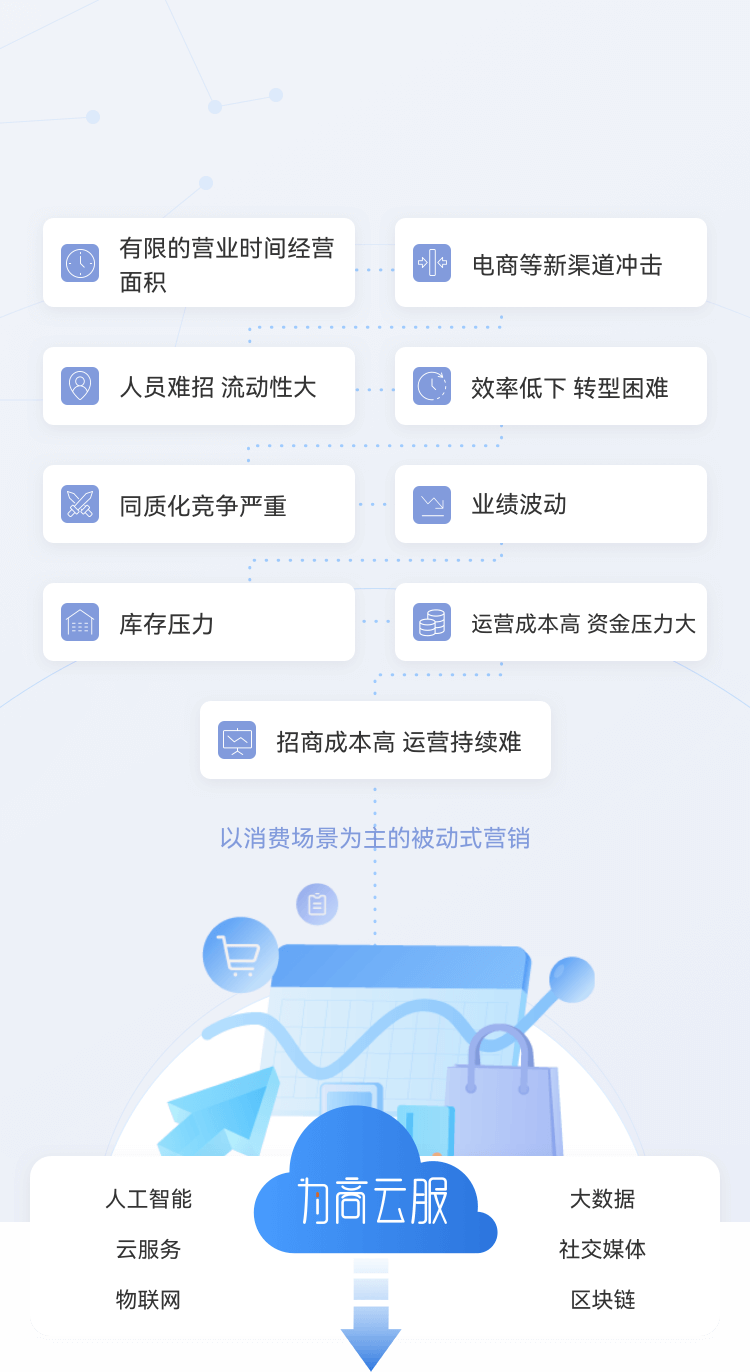 有限的营业时间经营
面积
电商等新渠道冲击
人员难招 流动性大
效率低下 转型困难
同质化竞争严重
业绩波动
库存压力
运营成本高 资金压力大
招商成本高 运营持续难
以消费场景为主的被动式营销
为商云服
人工智能
大数据
云服务
社交媒体
物联网
区块链